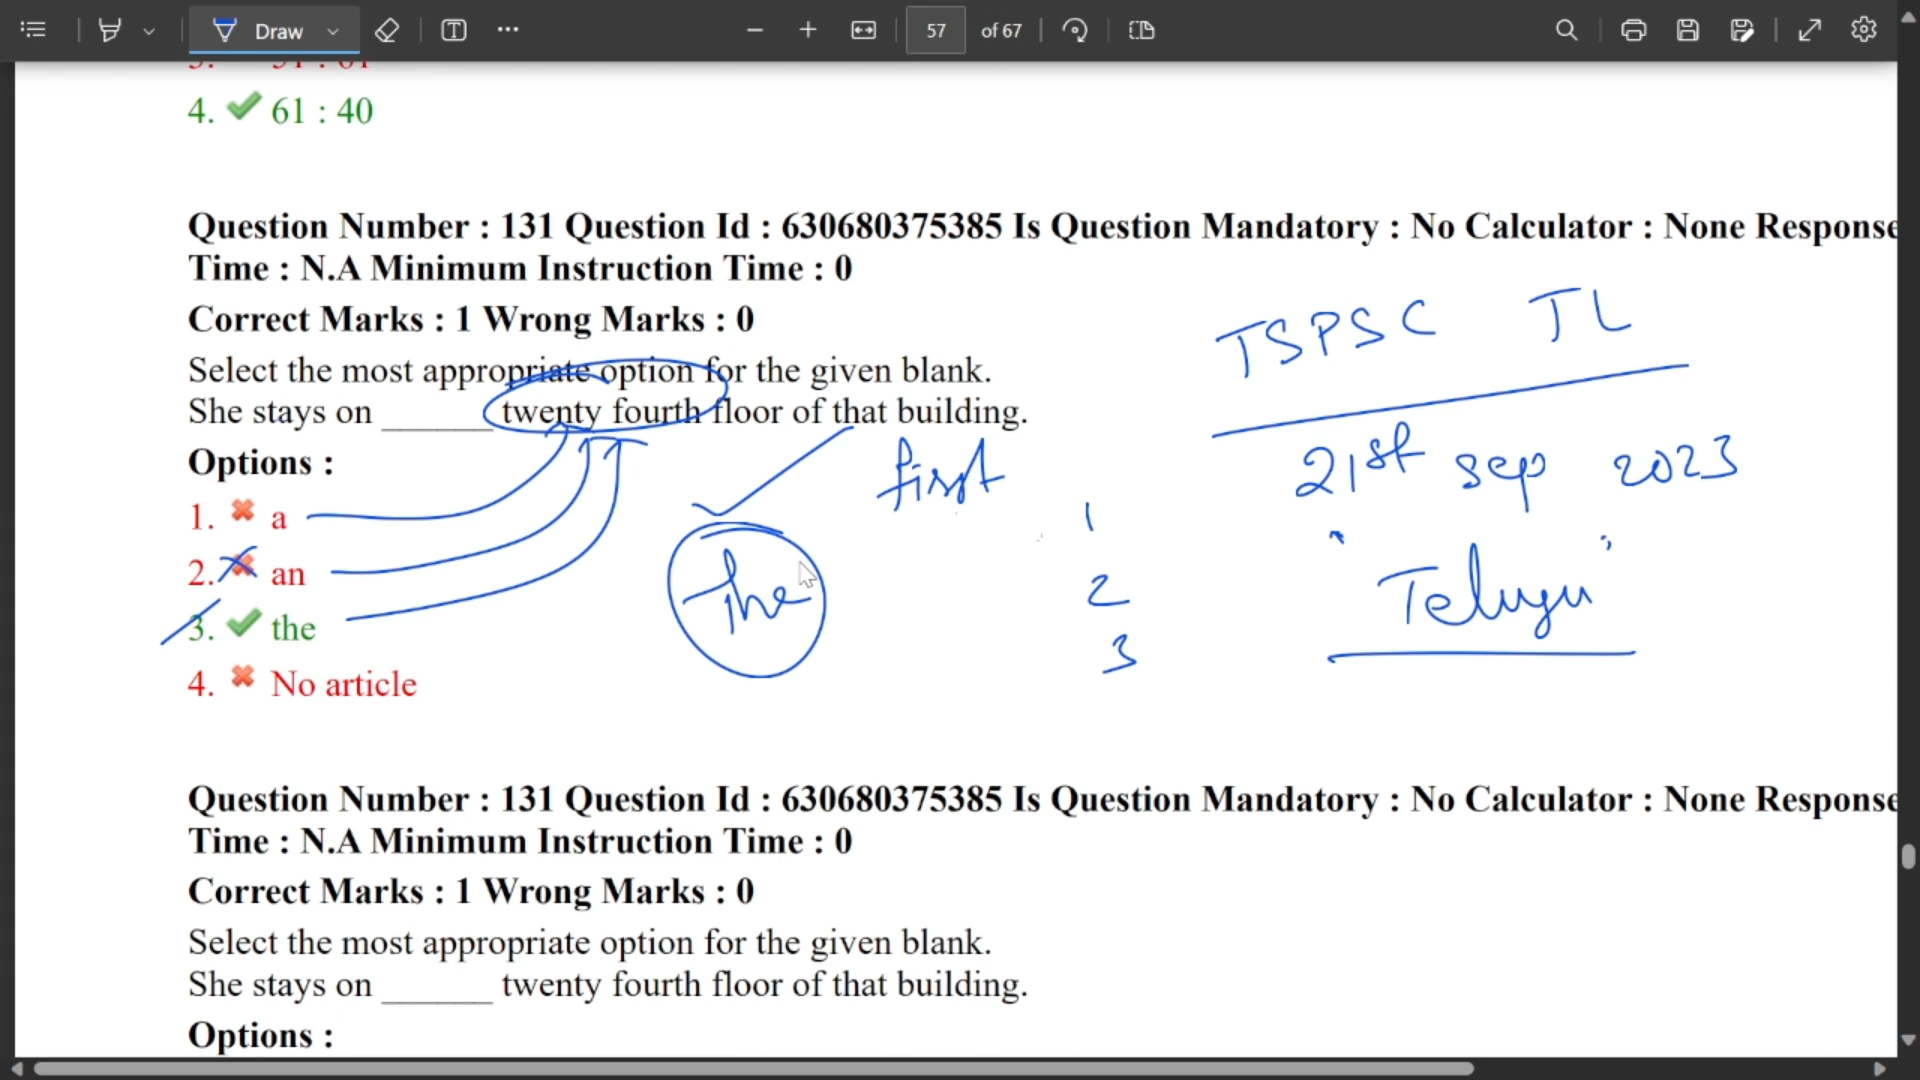 Draw
57 of 67
4. 61 : 40
Question Number : 131 Question Id : 630680375385 Is Question Mandatory : No Calculator : None Response
Time : N.A Minimum Instruction Time : 0
Correct Marks : 1 Wrong Marks : 0
Select the most appropriate option for the given blank.
She stays on ______ twenty fourth floor of that building.
Options :
1. a
2. an
3. the
4. No article
The
first
1
2
3
TSPSC JL
21st Sep 2023
"Telugu"
Question Number : 131 Question Id : 630680375385 Is Question Mandatory : No Calculator : None Response
Time : N.A Minimum Instruction Time : 0
Correct Marks : 1 Wrong Marks : 0
Select the most appropriate option for the given blank.
She stays on ______ twenty fourth floor of that building.
Options :